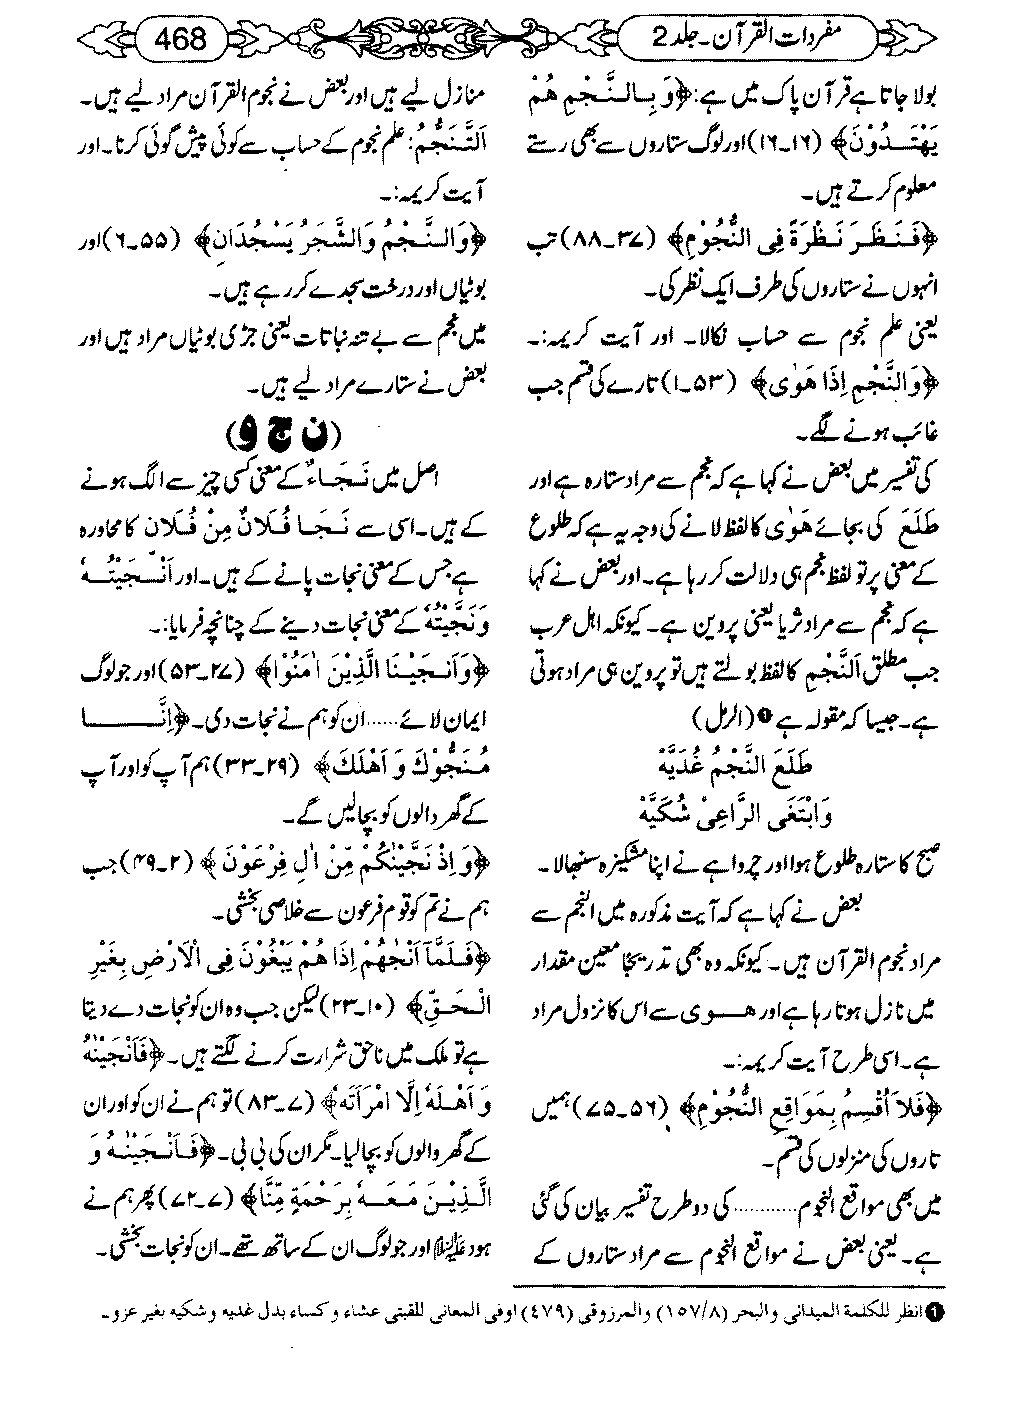 مفردات القرآن۔جلد 2
468
بولا جاتا ہے قرآن پاک میں ہے: ﴿وَبِالنَّجْمِ هُمْ
يَهْتَدُوْنَ﴾ (۱۶۔۱۶) اور لوگ ستاروں سے بھی رستے
معلوم کرتے ہیں۔
﴿فَنَظَرَ نَظْرَةً فِى النُّجُوْمِ﴾ (۳۷۔۸۸) تب
انہوں نے ستاروں کی طرف ایک نظر کی۔
یعنی علم نجوم سے حساب نکالا۔ اور آیت کریمہ:۔
﴿وَالنَّجْمِ اِذَا هَوٰى﴾ (۵۳۔۱) تارے کی قسم جب
غائب ہونے لگے۔
کی تفسیر میں بعض نے کہا ہے کہ نجم سے مراد ستارہ ہے اور
طَلَعَ کی بجائے هَوٰى کا لفظ لانے کی وجہ یہ ہے کہ طلوع
کے معنی پر تو لفظ نجم ہی دلالت کر رہا ہے۔ اور بعض نے کہا
ہے کہ نجم سے مراد ثریا یعنی پروین ہے۔ کیونکہ اہل عرب
جب مطلق اَلنَّجْمِ کا لفظ بولتے ہیں تو پروین ہی مراد ہوتی
ہے۔ جیسا کہ مقولہ ہے ❶ (الرمل)
طَلَعَ النَّجْمُ غُدَيَّهْ
وَابْتَغَى الرَّاعِىْ شُكَيَّهْ
صبح کا ستارہ طلوع ہوا اور چرواہے نے اپنا مشکیزہ سنبھالا۔
بعض نے کہا ہے کہ آیت مذکورہ میں النجم سے
مراد نجوم القرآن ہیں۔ کیونکہ وہ بھی تدریجا معین مقدار
میں نازل ہوتا رہا ہے اور ھوی سے اس کا نزول مراد
ہے۔ اسی طرح آیت کریمہ:۔
﴿فَلاَ اُقْسِمُ بِمَوَاقِعِ النُّجُوْمِ﴾ (۵۶۔۷۵) ہمیں
تاروں کی منزلوں کی قسم۔
میں بھی مواقع النجوم............ کی دو طرح تفسیر بیان کی گئی
ہے۔ یعنی بعض نے مواقع النجوم سے مراد ستاروں کے
منازل لیے ہیں اور بعض نے نجوم القرآن مراد لیے ہیں۔
اَلتَّنَجُّمُ: علم نجوم کے حساب سے کوئی پیش گوئی کرنا۔ اور
آیت کریمہ:۔
﴿وَالنَّجْمُ وَالشَّجَرُ يَسْجُدَانِ﴾ (۵۵۔۶) اور
بوٹیاں اور درخت سجدے کر رہے ہیں۔
میں نجم سے بے تنہ نباتات یعنی جڑی بوٹیاں مراد ہیں اور
بعض نے ستارے مراد لیے ہیں۔
(ن ج و)
اصل میں نَجَاءٌ کے معنی کسی چیز سے الگ ہونے
کے ہیں۔ اسی سے نَجَا فُلَانٌ مِنْ فُلَان کا محاورہ
ہے جس کے معنی نجات پانے کے ہیں۔ اور اَنْجَيْتُهٗ
وَنَجَّيْتُهٗ کے معنی نجات دینے کے چنانچہ فرمایا:۔
﴿وَاَنْجَيْنَا الَّذِيْنَ اٰمَنُوْا﴾ (۲۷۔۵۳) اور جو لوگ
ایمان لائے...... ان کو ہم نے نجات دی۔ ﴿اِنَّا
مُنَجُّوْكَ وَ اَهْلَكَ﴾ (۲۹۔۳۳) ہم آپ کو اور آپ
کے گھر والوں کو بچا لیں گے۔
﴿وَاِذْ نَجَّيْنٰكُمْ مِّنْ اٰلِ فِرْعَوْنَ﴾ (۲۔۴۹) جب
ہم نے تم کو قوم فرعون سے خلاصی بخشی۔
﴿فَلَمَّآ اَنْجٰهُمْ اِذَا هُمْ يَبْغُوْنَ فِى الْاَرْضِ بِغَيْرِ
الْحَقِّ﴾ (۱۰۔۲۳) لیکن جب وہ ان کو نجات دے دیتا
ہے تو ملک میں ناحق شرارت کرنے لگتے ہیں۔ ﴿فَاَنْجَيْنٰهُ
وَ اَهْلَهٗٓ اِلَّا امْرَاَتَهٗ﴾ (۷۔۸۳) تو ہم نے ان کو اور ان
کے گھر والوں کو بچا لیا۔ مگر ان کی بی بی۔ ﴿فَاَنْجَيْنٰهُ وَ
الَّذِيْنَ مَعَهٗ بِرَحْمَةٍ مِّنَّا﴾ (۷۔۷۲) پھر ہم نے
ہود علیہ السلام اور جو لوگ ان کے ساتھ تھے۔ ان کو نجات بخشی۔
❶ انظر للكلمة الميدانى والبحر (۱۵۷/۸) والمرزوقى (٤٧٩) اوفى المعانى للقبتى عشاء و كساء بدل غديه و شكيه بغير عزو۔